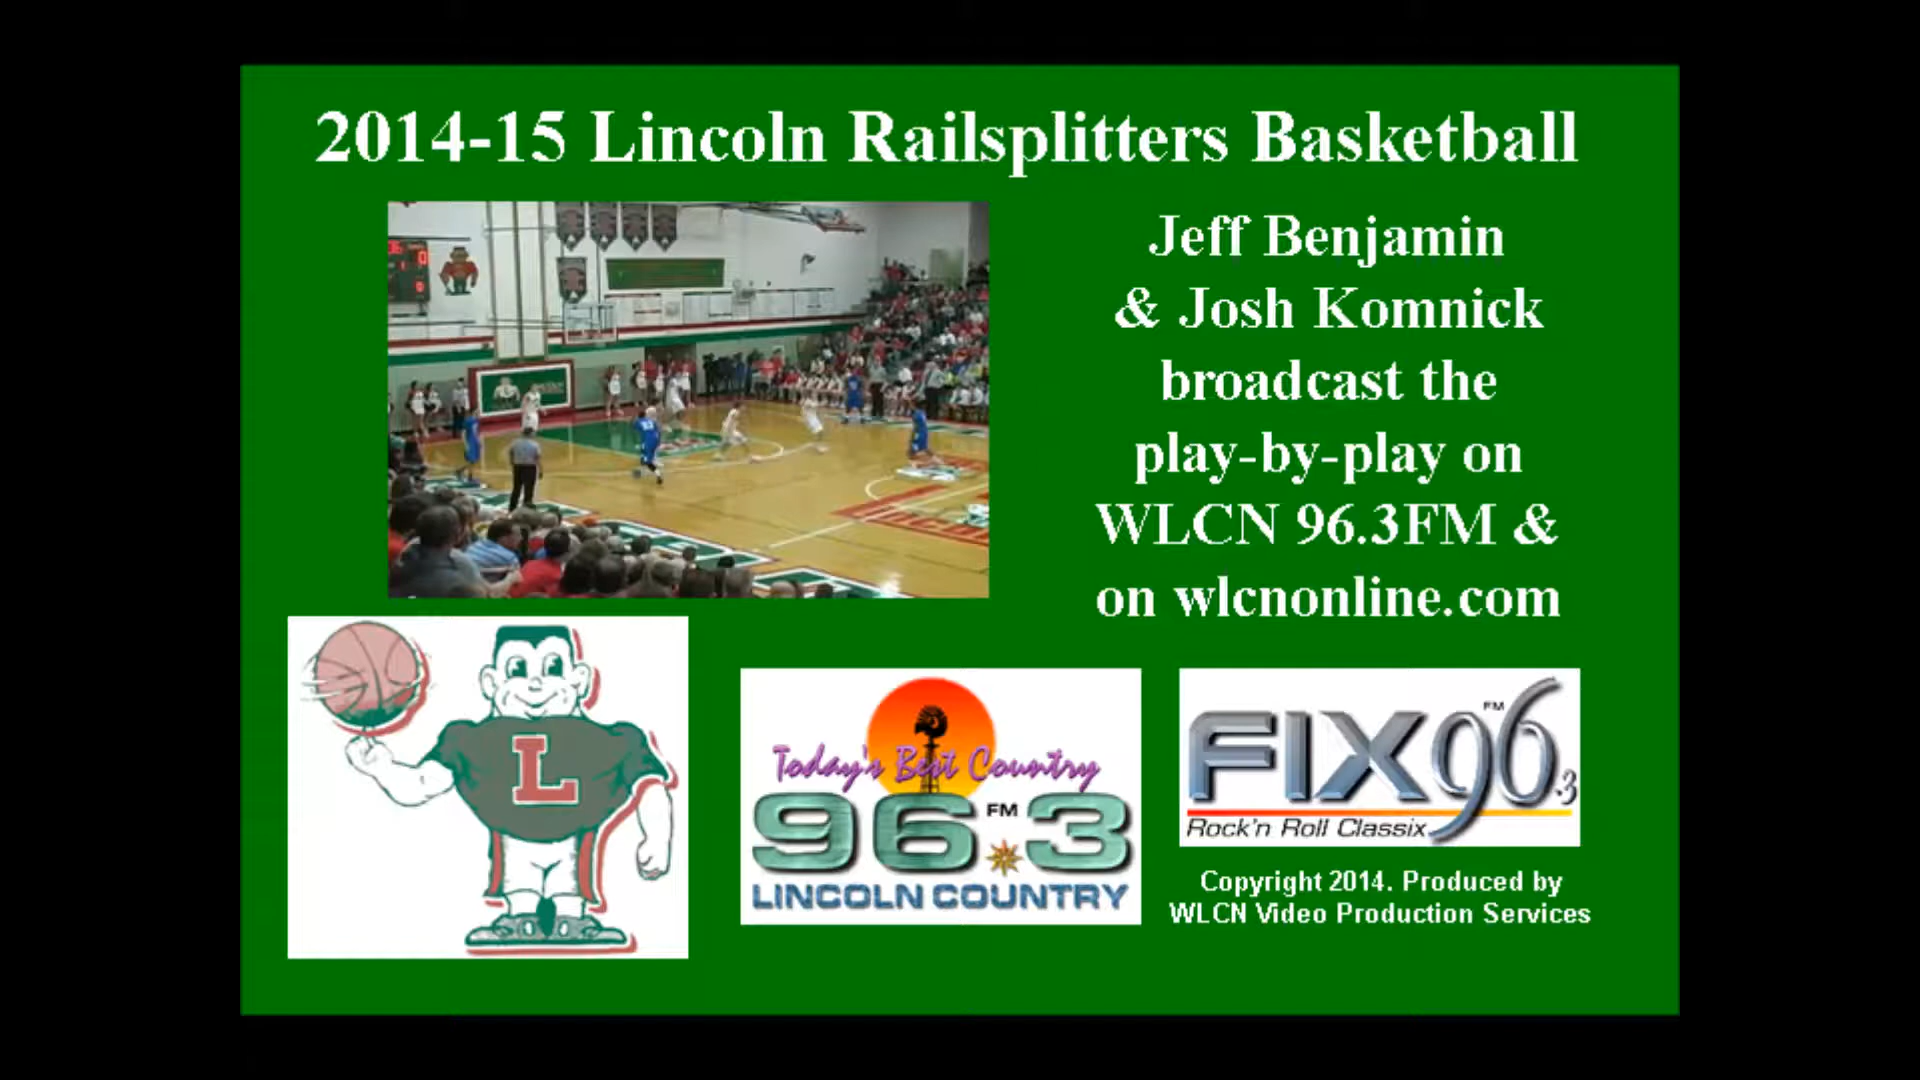 2014-15 Lincoln Railsplitters Basketball
Jeff Benjamin
& Josh Komnick
broadcast the
play-by-play on
WLCN 96.3FM &
on wlcnonline.com
L
Today's Best Country
96.3 FM
LINCOLN COUNTRY
FIX 96.3 FM
Rock'n Roll Classix
Copyright 2014. Produced by
WLCN Video Production Services